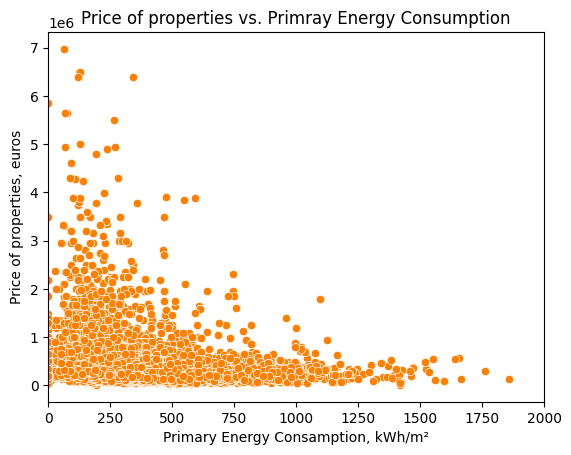 Price of properties vs. Primray Energy Consumption
1e6
7
6
5
4
3
2
1
0
Price of properties, euros
0 250 500 750 1000 1250 1500 1750 2000
Primary Energy Consamption, kWh/m²